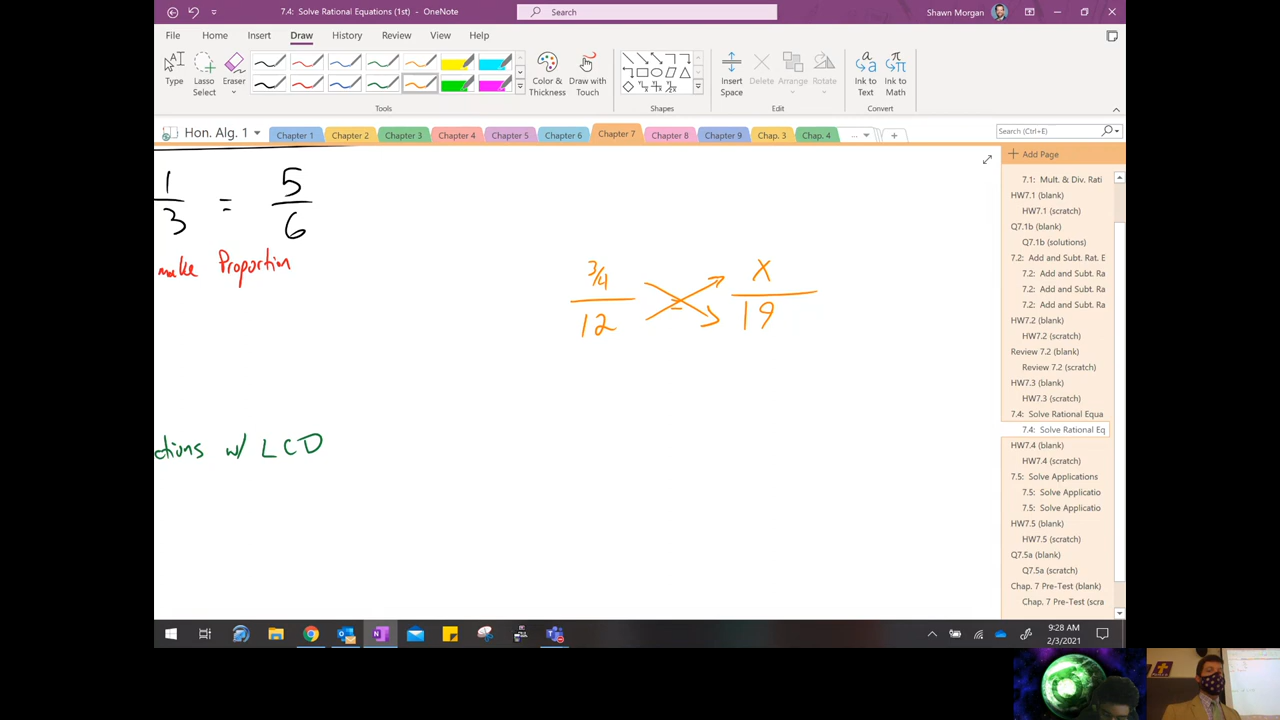 7.4: Solve Rational Equations (1st) - OneNote
Search
Shawn Morgan
File Home Insert Draw History Review View Help
Type
Lasso Select
Eraser
Color & Thickness
Draw with Touch
Insert Space
Delete
Arrange
Rotate
Ink to Text
Ink to Math
Tools
Shapes
Edit
Convert
Hon. Alg. 1
Chapter 1 Chapter 2 Chapter 3 Chapter 4 Chapter 5 Chapter 6 Chapter 7 Chapter 8 Chapter 9 Chap. 3 Chap. 4 ...
Search (Ctrl+E)
Add Page
7.1: Mult. & Div. Rati
HW7.1 (blank)
HW7.1 (scratch)
Q7.1b (blank)
Q7.1b (solutions)
7.2: Add and Subt. Rat. E
7.2: Add and Subt. Ra
7.2: Add and Subt. Ra
7.2: Add and Subt. Ra
HW7.2 (blank)
HW7.2 (scratch)
Review 7.2 (blank)
Review 7.2 (scratch)
HW7.3 (blank)
HW7.3 (scratch)
7.4: Solve Rational Equa
7.4: Solve Rational Eq
HW7.4 (blank)
HW7.4 (scratch)
7.5: Solve Applications
7.5: Solve Applicatio
7.5: Solve Applicatio
HW7.5 (blank)
HW7.5 (scratch)
Q7.5a (blank)
Q7.5a (scratch)
Chap. 7 Pre-Test (blank)
Chap. 7 Pre-Test (scra
1/3 = 5/6
make Proportion
3/4 / 12 = x / 19
ctions w/ LCD
9:28 AM
2/3/2021